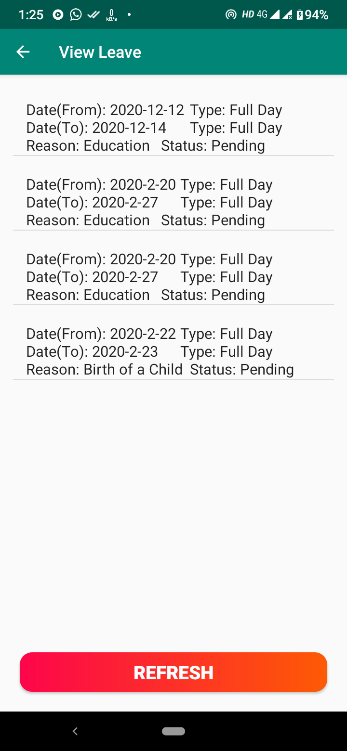 1:25 0 KB/s HD 4G 94%
View Leave
Date(From): 2020-12-12 Type: Full Day
Date(To): 2020-12-14 Type: Full Day
Reason: Education Status: Pending
Date(From): 2020-2-20 Type: Full Day
Date(To): 2020-2-27 Type: Full Day
Reason: Education Status: Pending
Date(From): 2020-2-20 Type: Full Day
Date(To): 2020-2-27 Type: Full Day
Reason: Education Status: Pending
Date(From): 2020-2-22 Type: Full Day
Date(To): 2020-2-23 Type: Full Day
Reason: Birth of a Child Status: Pending
REFRESH